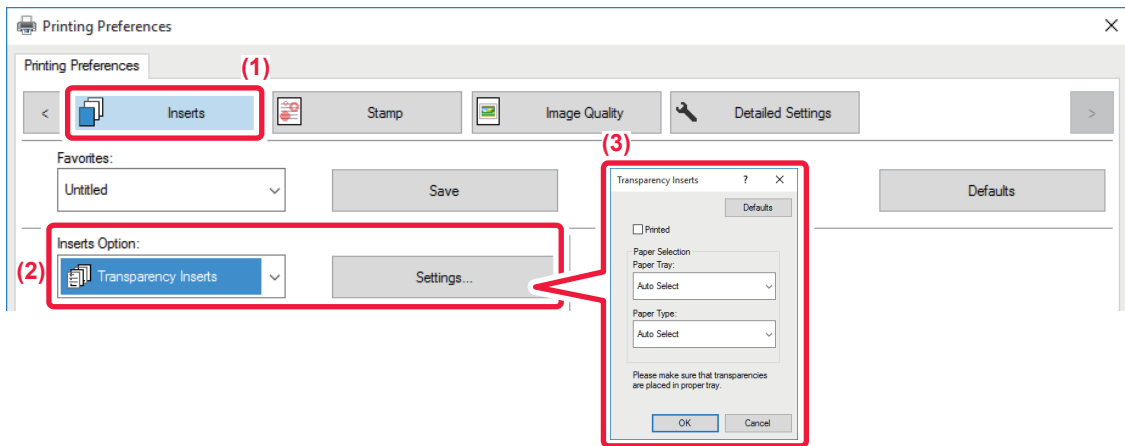 Printing Preferences
Printing Preferences
(1)
<
Inserts
Stamp
Image Quality
Detailed Settings
>
Favorites:
Untitled
Save
Defaults
(2)
Inserts Option:
Transparency Inserts
Settings...
(3)
Transparency Inserts
?
Defaults
Printed
Paper Selection
Paper Tray:
Auto Select
Paper Type:
Auto Select
Please make sure that transparencies
are placed in proper tray.
OK
Cancel